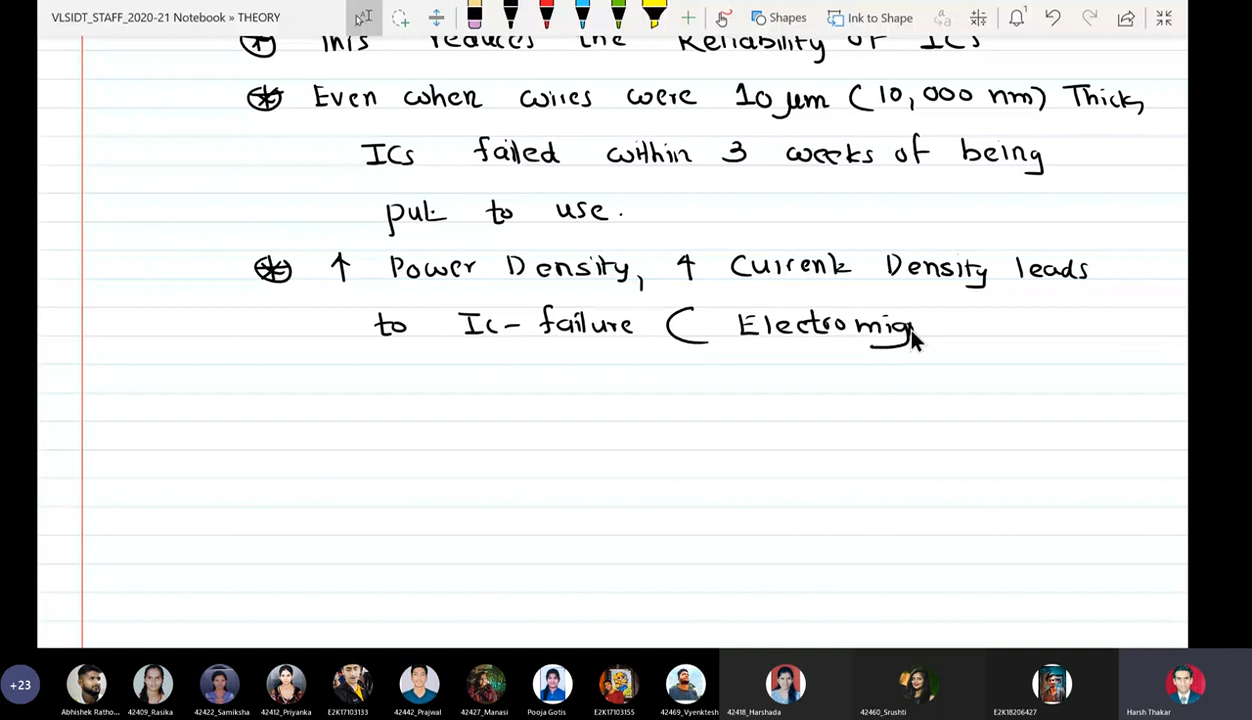 VLSIDT_STAFF_2020-21 Notebook » THEORY
Shapes
Ink to Shape
This reduces the Reliability of ICs
Even when wires were 10 μm (10,000 nm) Thick,
ICs failed within 3 weeks of being
put to use.
↑ Power Density, ↑ Current Density leads
to Ic-failure ( Electromig
+23
Abhishek Ratho...
42409_Rasika
42422_Samiksha
42412_Priyanka
E2K17103133
42442_Prajwal
42427_Manasi
Pooja Gotis
E2K17103155
42469_Vyenktesh
42418_Harshada
42460_Srushti
E2K18206427
Harsh Thakar